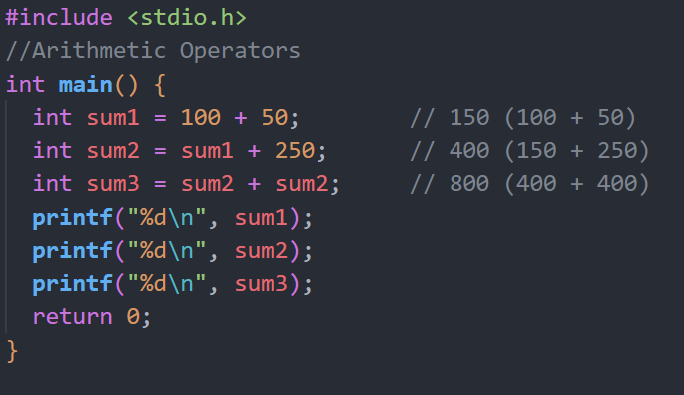 #include <stdio.h>
//Arithmetic Operators
int main() {
  int sum1 = 100 + 50;        // 150 (100 + 50)
  int sum2 = sum1 + 250;      // 400 (150 + 250)
  int sum3 = sum2 + sum2;     // 800 (400 + 400)
  printf("%d\n", sum1);
  printf("%d\n", sum2);
  printf("%d\n", sum3);
  return 0;
}